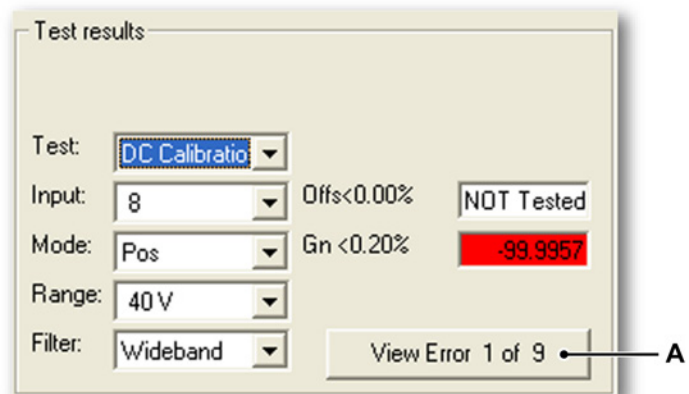 Test results
Test: DC Calibratio
Input: 8 Offs<0.00% NOT Tested
Mode: Pos Gn <0.20% -99.9957
Range: 40 V
Filter: Wideband View Error 1 of 9 A